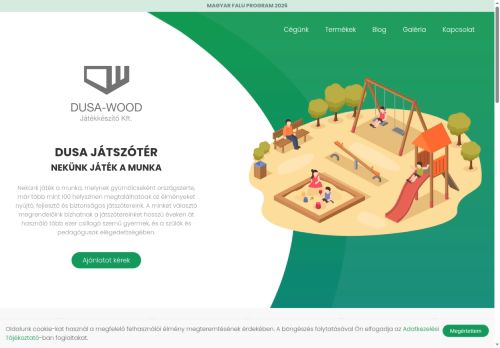 MAGYAR FALU PROGRAM 2026
Cégünk Termékek Blog Galéria Kapcsolat
DUSA-WOOD
Játékkészítő Kft.
DUSA JÁTSZÓTÉR
NEKÜNK JÁTÉK A MUNKA
Nekünk játék a munka, melynek gyümölcseként országszerte,
már több mint 100 helyszínen megtalálhatóak az élményeket
nyújtó, fejlesztő és biztonságos játszótereink. A minket választó
megrendelőink bízhatnak a játszótereinket hosszú éveken át
használó több ezer csillogó szemű gyermek, és a szülők és
pedagógusok elégedettségében.
Ajánlatot kérek
Oldalunk cookie-kat használ a megfelelő felhasználói élmény megteremtésének érdekében. A böngészés folytatásával Ön elfogadja az Adatkezelési
Tájékoztató-ban foglaltakat.
Megértettem